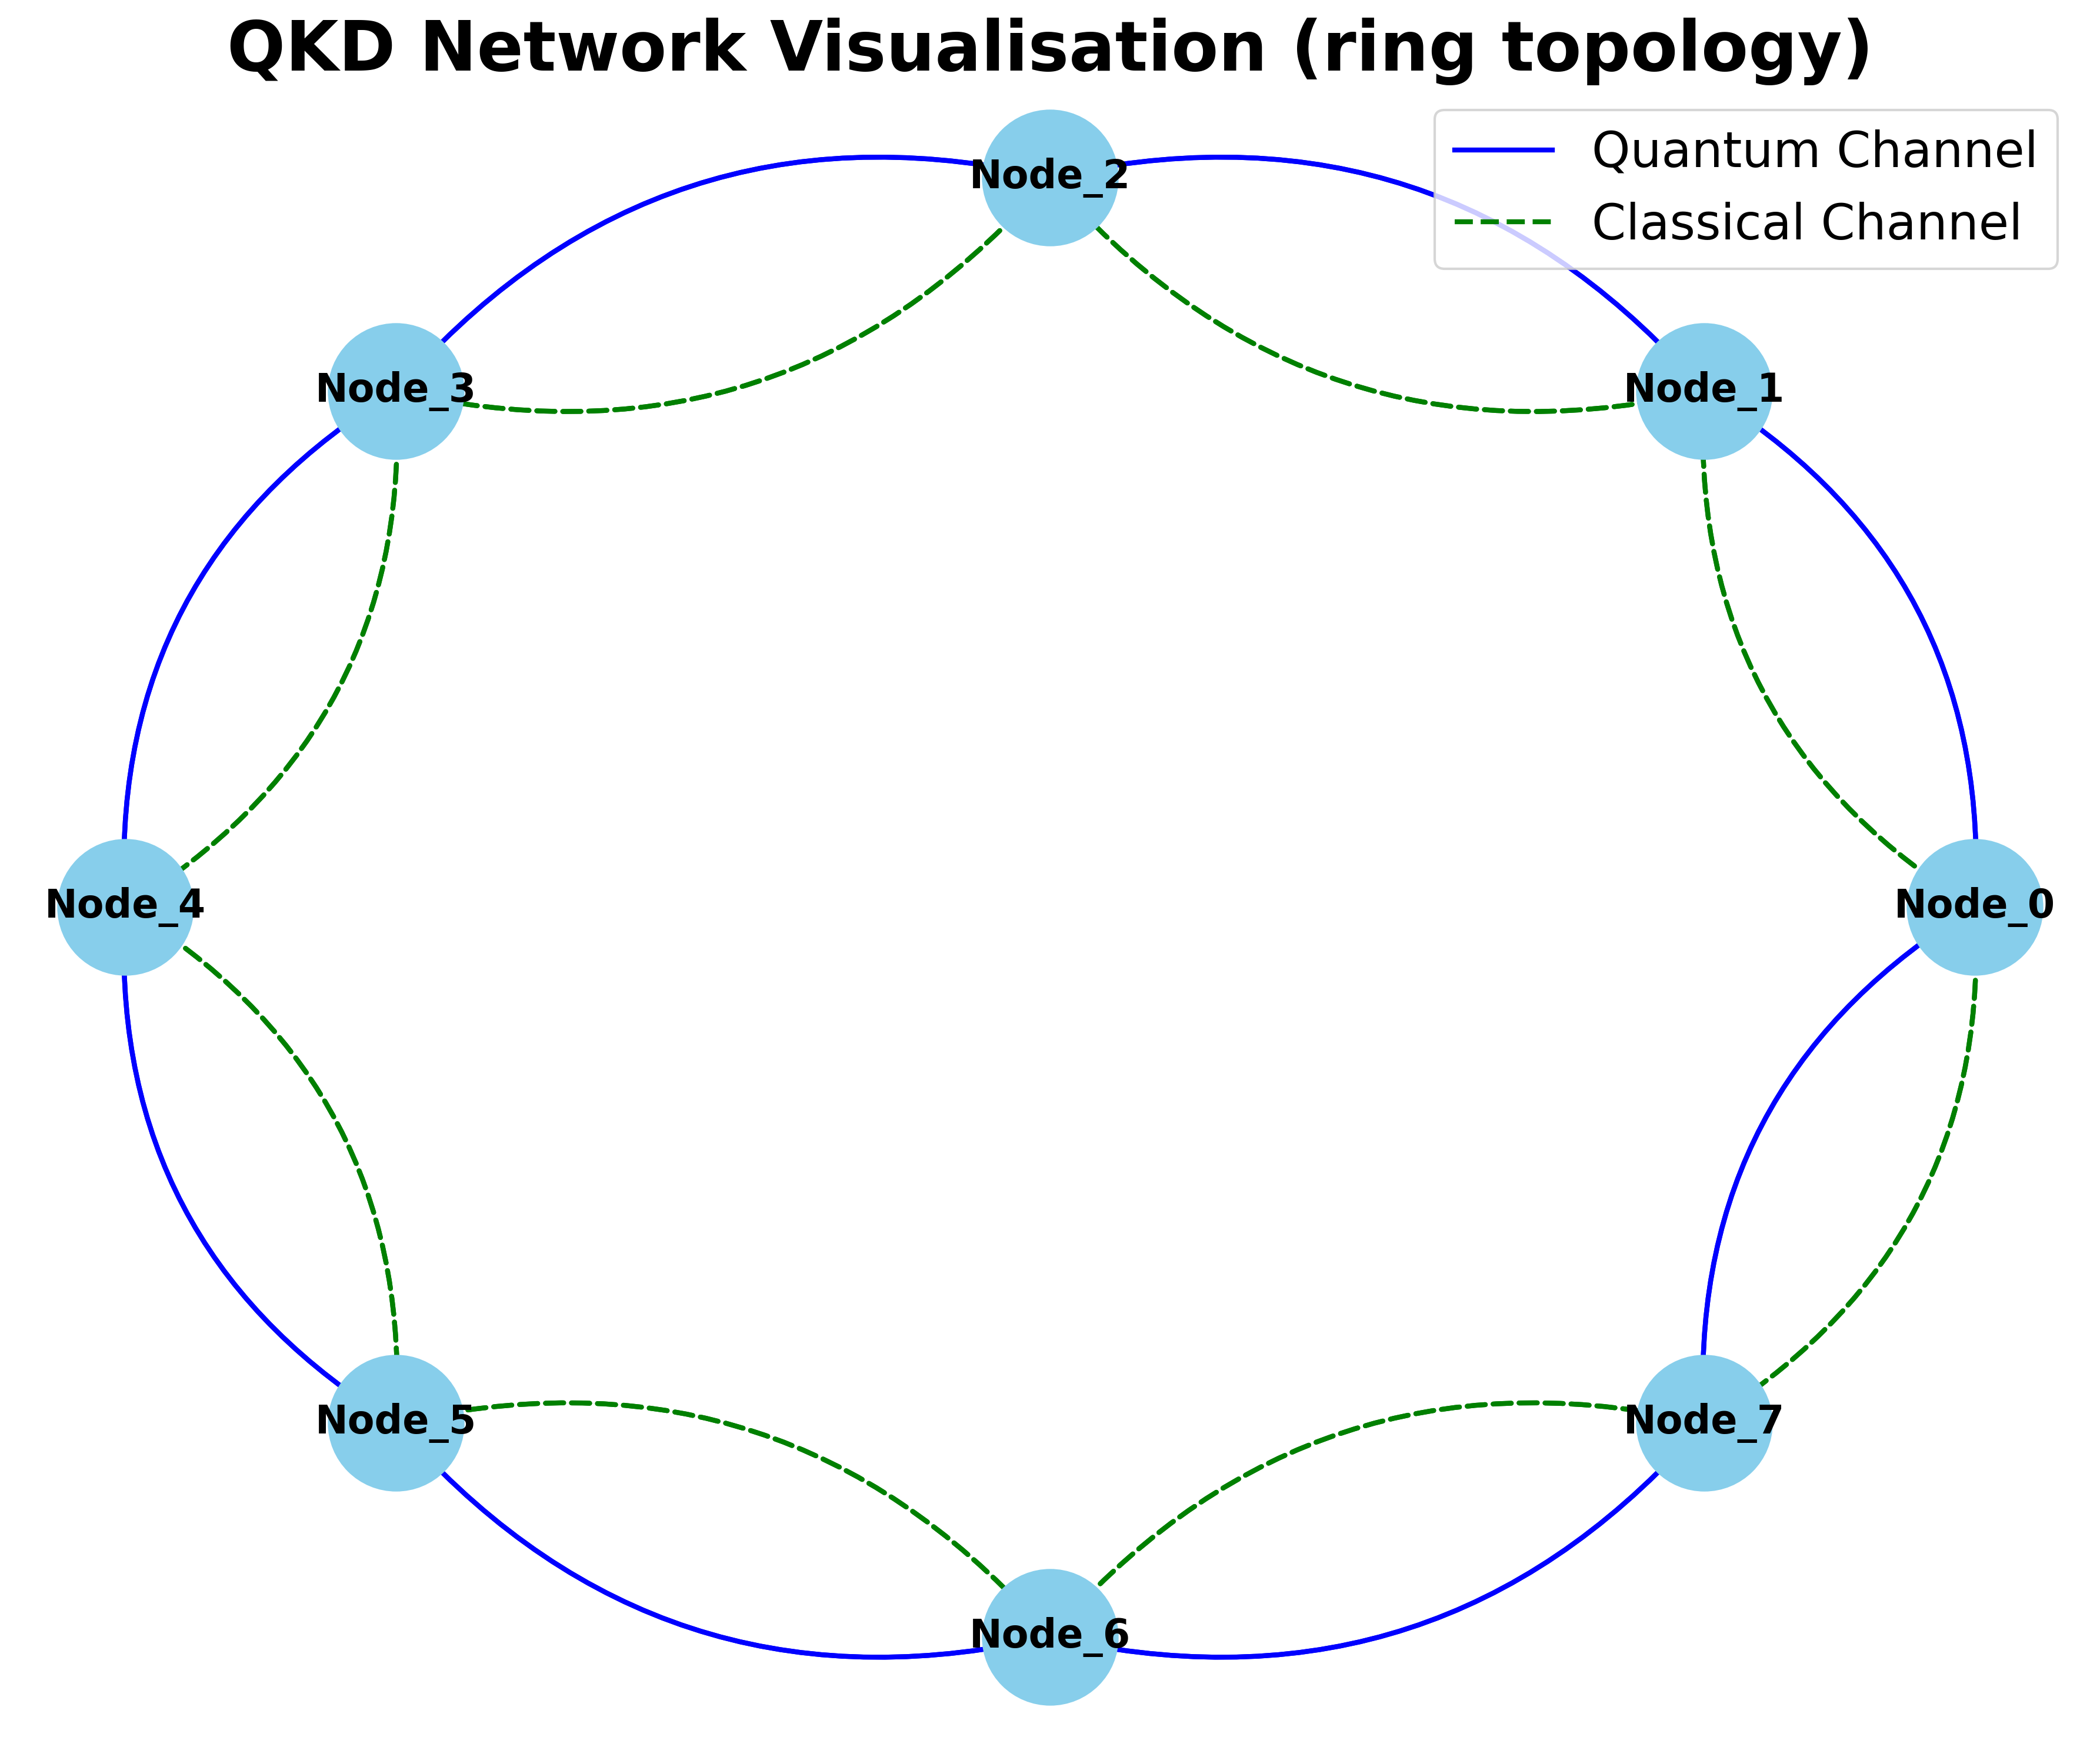 QKD Network Visualisation (ring topology)
Quantum Channel
Classical Channel
Node_2
Node_3
Node_1
Node_4
Node_0
Node_5
Node_7
Node_6